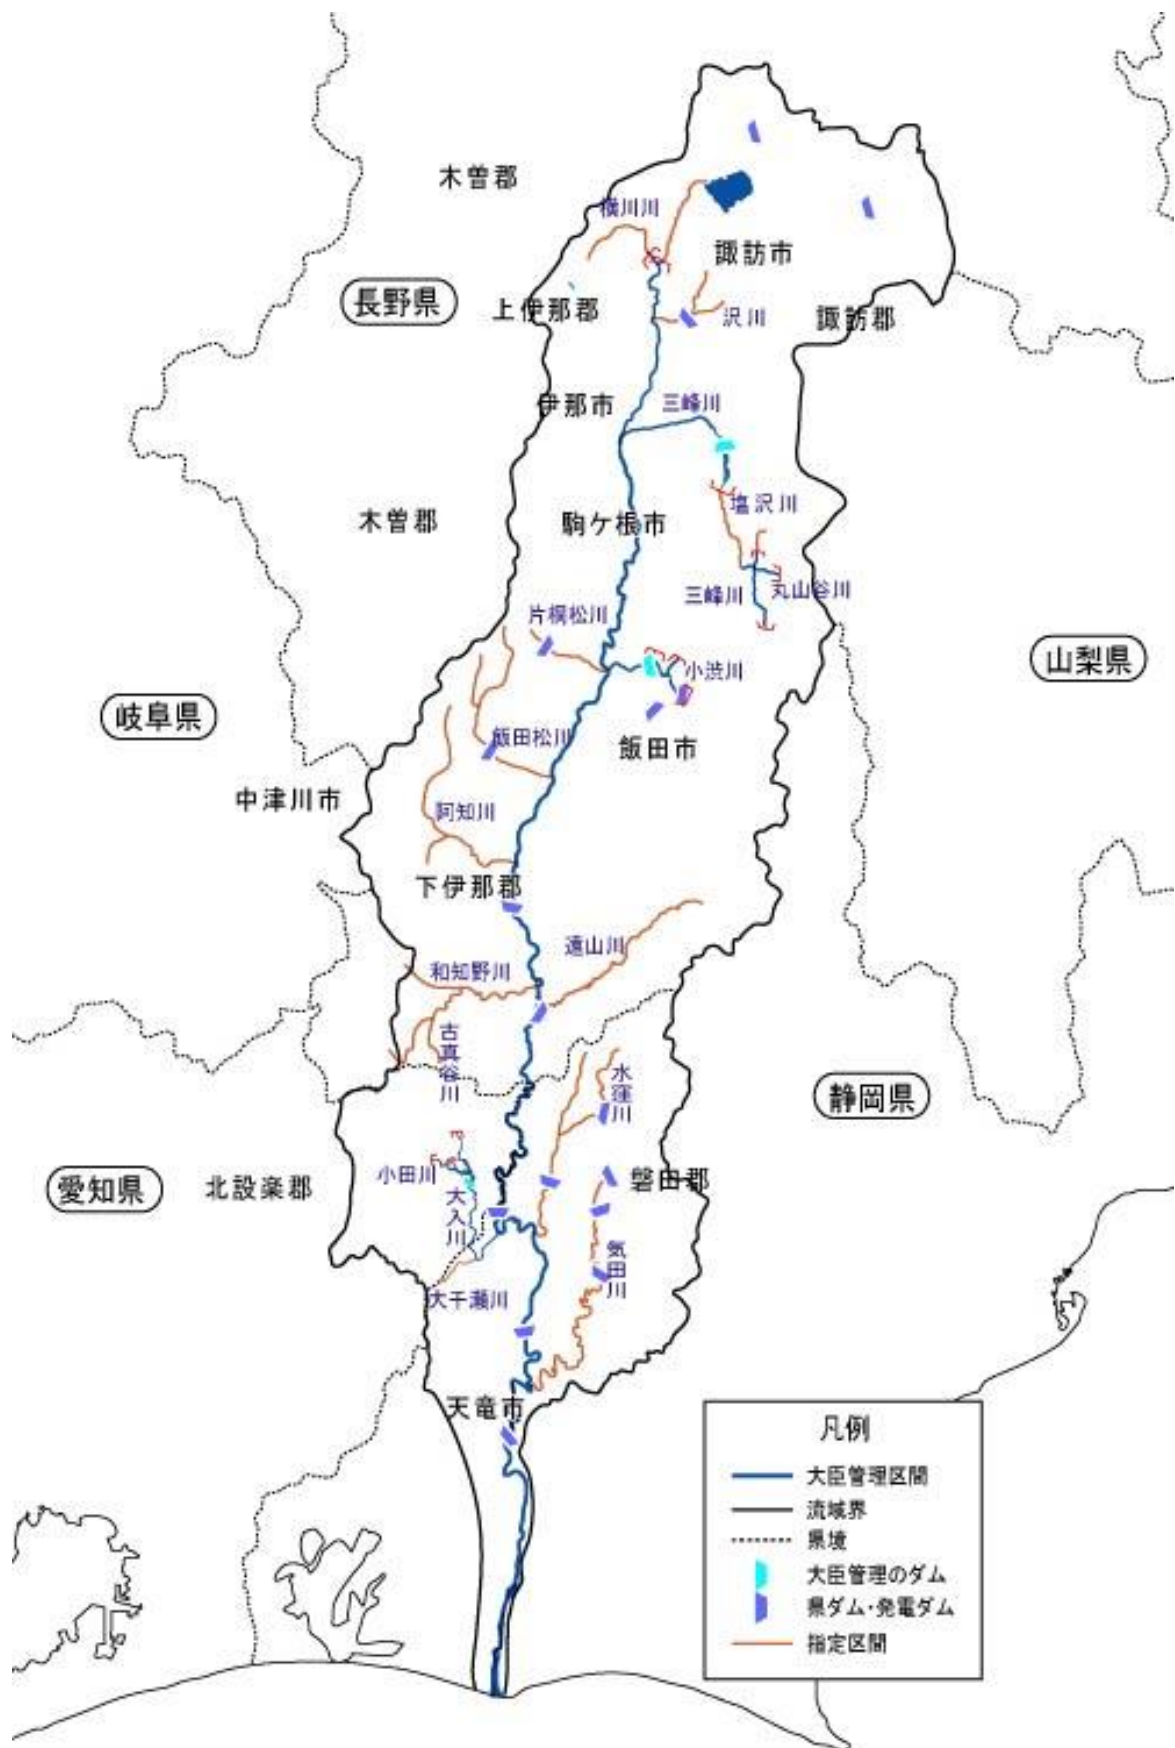 木曽郡
横川川
諏訪市
長野県
上伊那郡
沢川
諏訪郡
伊那市
三峰川
塩沢川
木曽郡
駒ケ根市
三峰川
丸山谷川
片桐松川
小渋川
山梨県
岐阜県
飯田松川
飯田市
中津川市
阿知川
下伊那郡
遠山川
和知野川
古真谷川
水窪川
静岡県
小田川
磐田郡
愛知県
北設楽郡
大入川
気田川
大千瀬川
天竜市
凡例
大臣管理区間
流域界
県境
大臣管理のダム
県ダム・発電ダム
指定区間